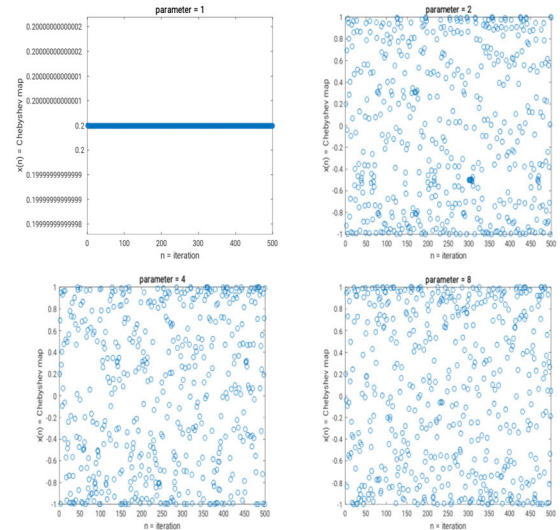 parameter = 1
0.20000000000002
0.20000000000001
0.20000000000001
0.2
0.2
0.19999999999999
0.19999999999999
0.19999999999998
x(n) = Chebyshev map
0 100 200 300 400 500
n = iteration
parameter = 2
1
0.8
0.6
0.4
0.2
0
-0.2
-0.4
-0.6
-0.8
-1
x(n) = Chebyshev map
0 50 100 150 200 250 300 350 400 450 500
n = iteration
parameter = 4
1
0.8
0.6
0.4
0.2
0
-0.2
-0.4
-0.6
-0.8
-1
x(n) = Chebyshev map
0 50 100 150 200 250 300 350 400 450 500
n = iteration
parameter = 8
1
0.8
0.6
0.4
0.2
0
-0.2
-0.4
-0.6
-0.8
-1
x(n) = Chebyshev map
0 50 100 150 200 250 300 350 400 450 500
n = iteration